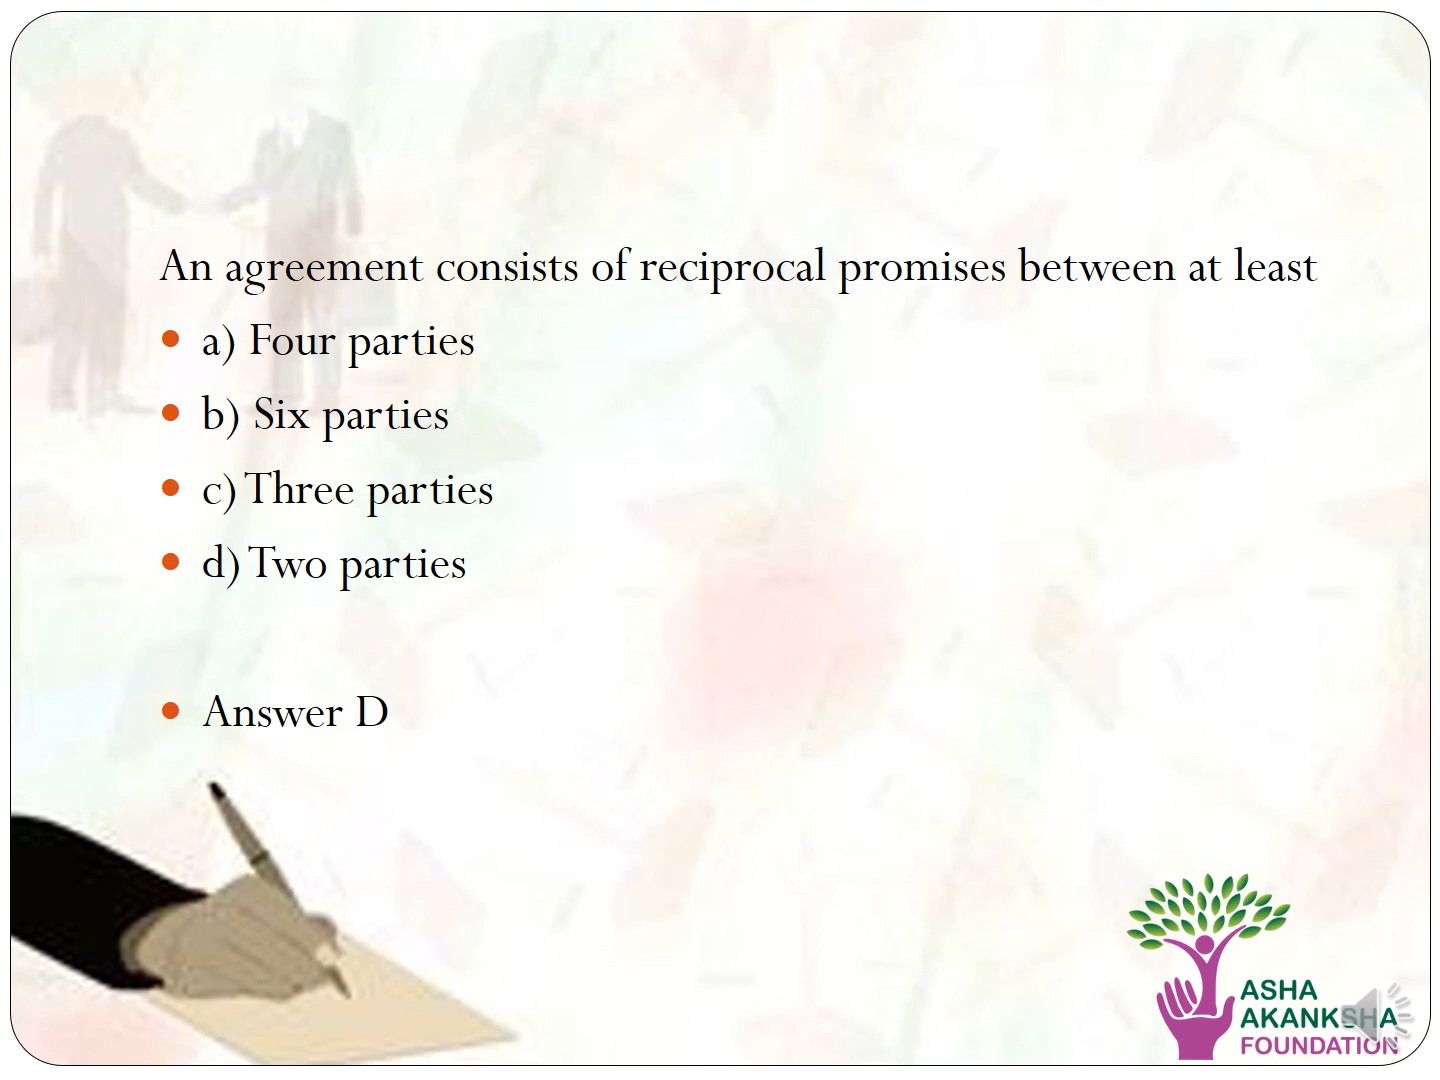 An agreement consists of reciprocal promises between at least
a) Four parties
b) Six parties
c) Three parties
d) Two parties
Answer D
ASHA
AKANKSHA
FOUNDATION